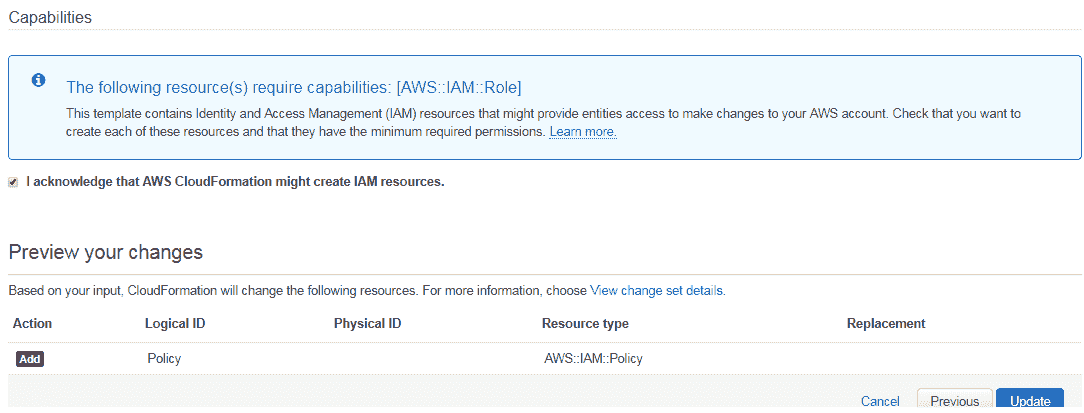 Capabilities
The following resource(s) require capabilities: [AWS::IAM::Role]
This template contains Identity and Access Management (IAM) resources that might provide entities access to make changes to your AWS account. Check that you want to
create each of these resources and that they have the minimum required permissions. Learn more.
I acknowledge that AWS CloudFormation might create IAM resources.
Preview your changes
Based on your input, CloudFormation will change the following resources. For more information, choose View change set details.
Action Logical ID Physical ID Resource type Replacement
Add Policy AWS::IAM::Policy
Cancel Previous Update